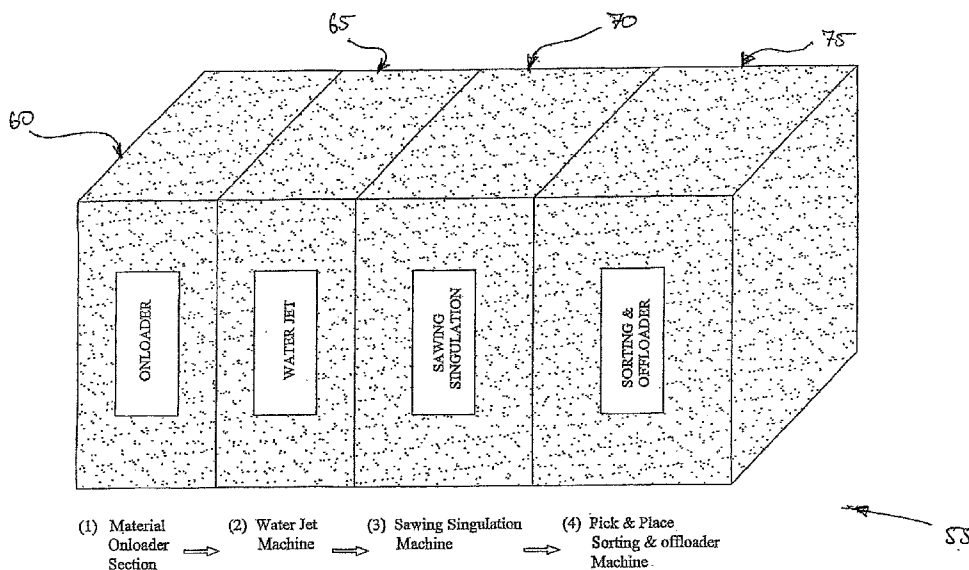 65
70
75
60
ONLOADER
WATER JET
SAWING
SINGULATION
SORTING &
OFFLOADER
(1) Material
Onloader
Section
(2) Water Jet
Machine
(3) Sawing Singulation
Machine
(4) Pick & Place
Sorting & offloader
Machine
55